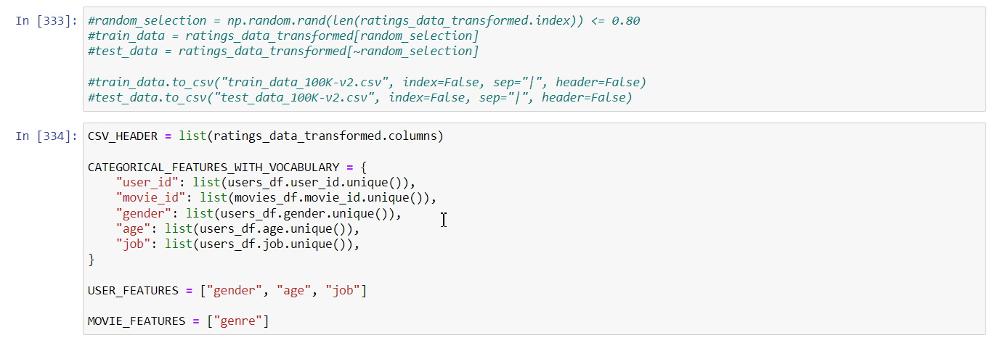 In [333]: #random_selection = np.random.rand(len(ratings_data_transformed.index)) <= 0.80
#train_data = ratings_data_transformed[random_selection]
#test_data = ratings_data_transformed[~random_selection]
#train_data.to_csv("train_data_100K-v2.csv", index=False, sep="|", header=False)
#test_data.to_csv("test_data_100K-v2.csv", index=False, sep="|", header=False)
In [334]: CSV_HEADER = list(ratings_data_transformed.columns)
CATEGORICAL_FEATURES_WITH_VOCABULARY = {
    "user_id": list(users_df.user_id.unique()),
    "movie_id": list(movies_df.movie_id.unique()),
    "gender": list(users_df.gender.unique()),
    "age": list(users_df.age.unique()),
    "job": list(users_df.job.unique()),
}
USER_FEATURES = ["gender", "age", "job"]
MOVIE_FEATURES = ["genre"]